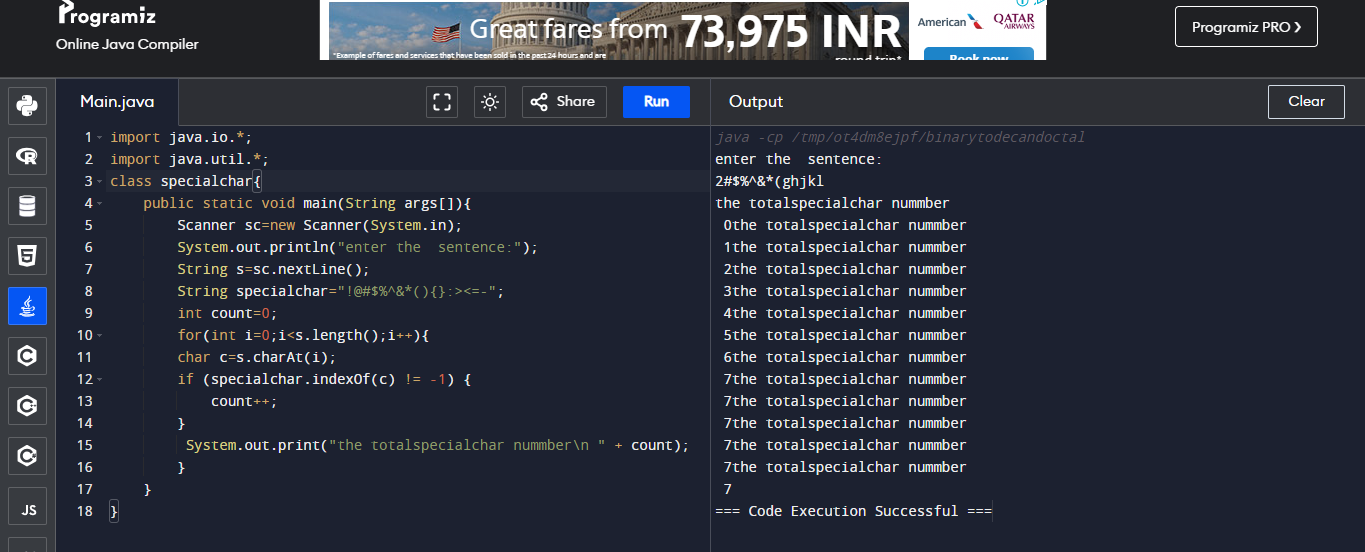 Programiz
Online Java Compiler
Great fares from 73,975 INR
round trip*
*Example of fares and services that have been sold in the past 24 hours and are
American
QATAR
AIRWAYS
Book now
Programiz PRO
Main.java
Share
Run
Output
Clear
1 import java.io.*;
2 import java.util.*;
3 class specialchar{
4 public static void main(String args[]){
5 Scanner sc=new Scanner(System.in);
6 System.out.println("enter the  sentence:");
7 String s=sc.nextLine();
8 String specialchar="!@#$%^&*(){}:><=-";
9 int count=0;
10 for(int i=0;i<s.length();i++){
11 char c=s.charAt(i);
12 if (specialchar.indexOf(c) != -1) {
13 count++;
14 }
15 System.out.print("the totalspecialchar nummber\n " + count);
16 }
17 }
18 }
JS
java -cp /tmp/ot4dm8ejpf/binarytodecandoctal
enter the  sentence:
2#$%^&*(ghjkl
the totalspecialchar nummber
0the totalspecialchar nummber
1the totalspecialchar nummber
2the totalspecialchar nummber
3the totalspecialchar nummber
4the totalspecialchar nummber
5the totalspecialchar nummber
6the totalspecialchar nummber
7the totalspecialchar nummber
7the totalspecialchar nummber
7the totalspecialchar nummber
7the totalspecialchar nummber
7the totalspecialchar nummber
7
=== Code Execution Successful ===